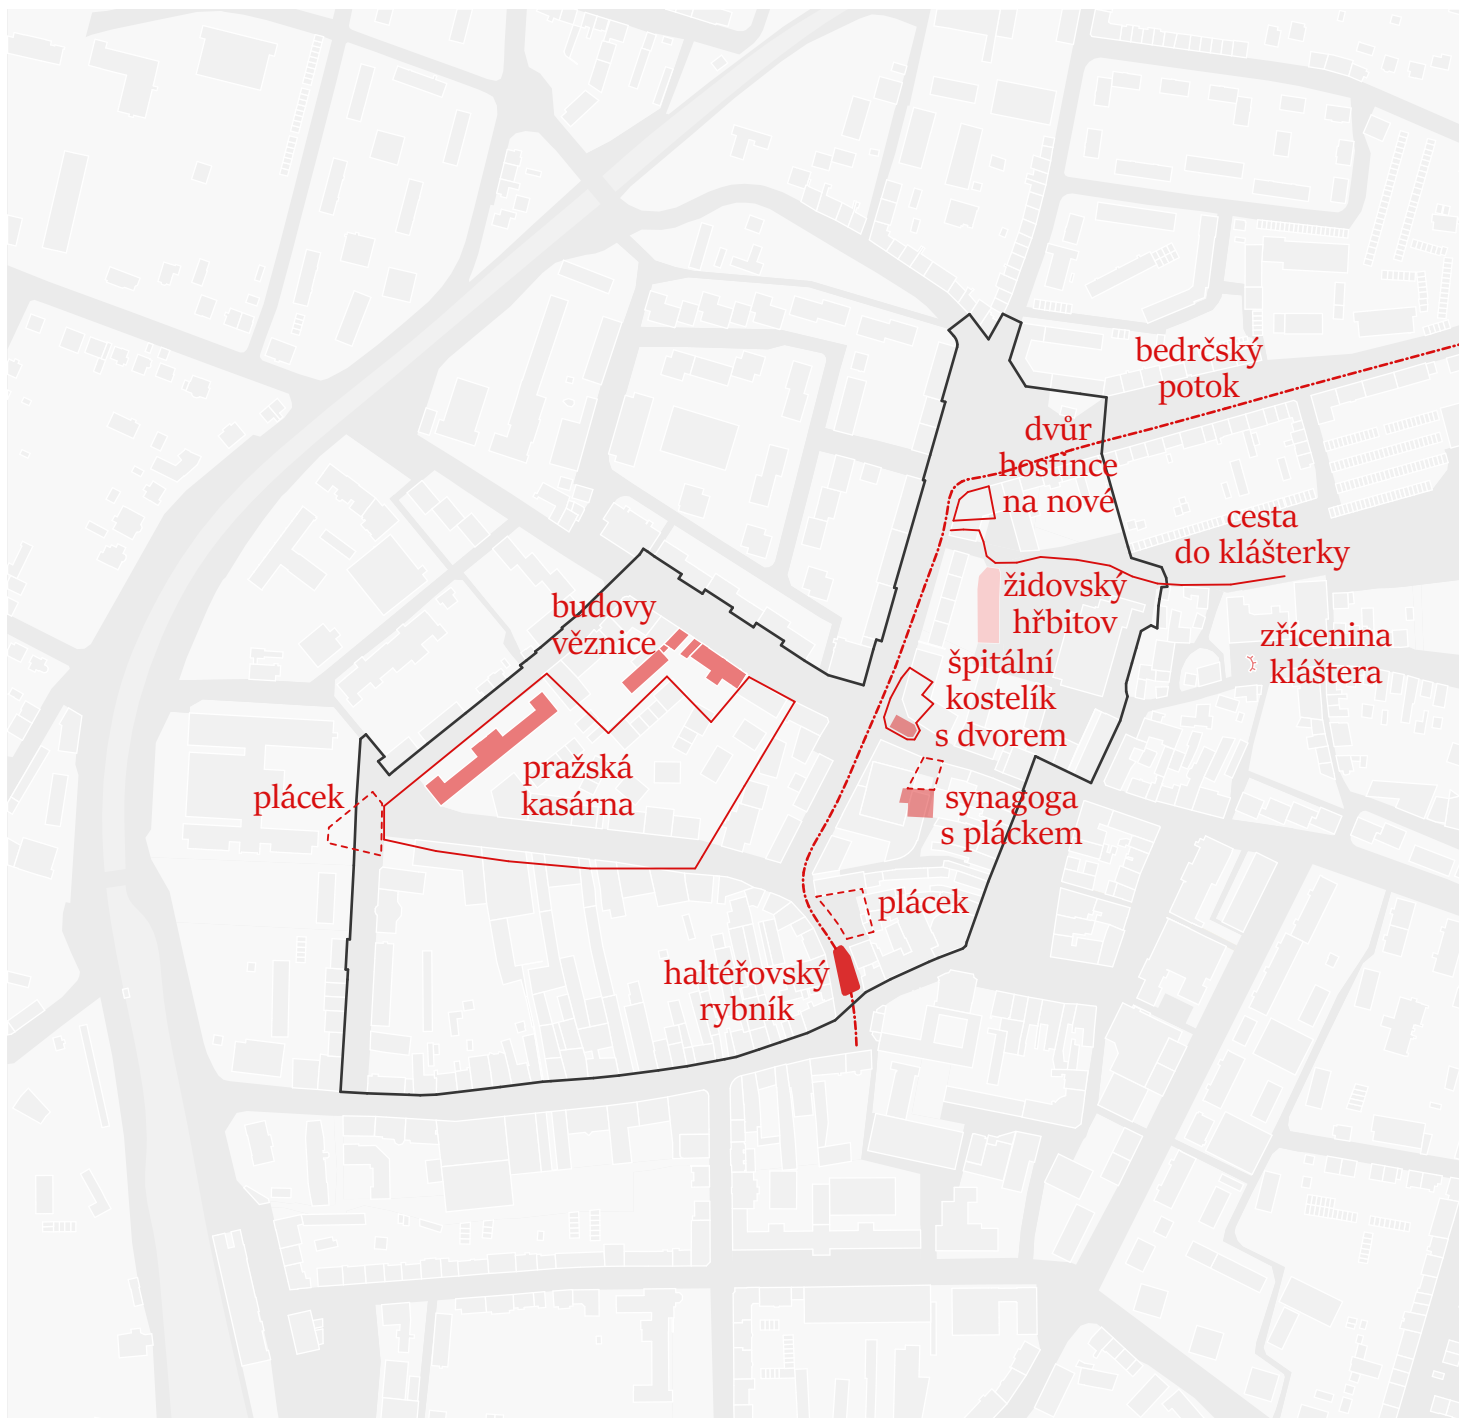 bedrčský
potok
dvůr
hostince
na nové
cesta
do klášterky
židovský
hřbitov
budovy
věznice
zřícenina
kláštera
špitální
kostelík
s dvorem
pražská
kasárna
plácek
synagoga
s pláckem
plácek
haltéřovský
rybník